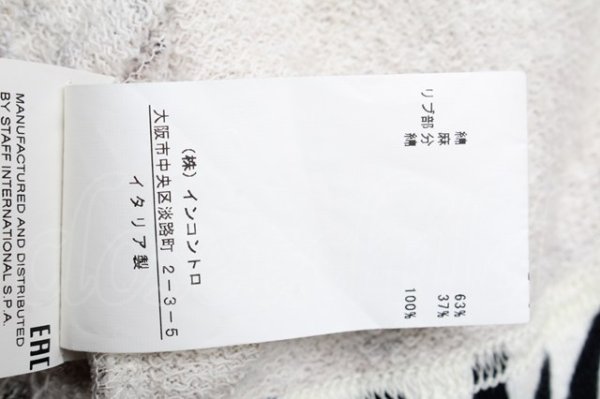 綿 63%
麻 37%
リブ部分
綿 100%
(株) インコントロ
大阪市中央区淡路町 2-3-5
イタリア製
MANUFACTURED AND DISTRIBUTED
BY STAFF INTERNATIONAL S.P.A.
EAC